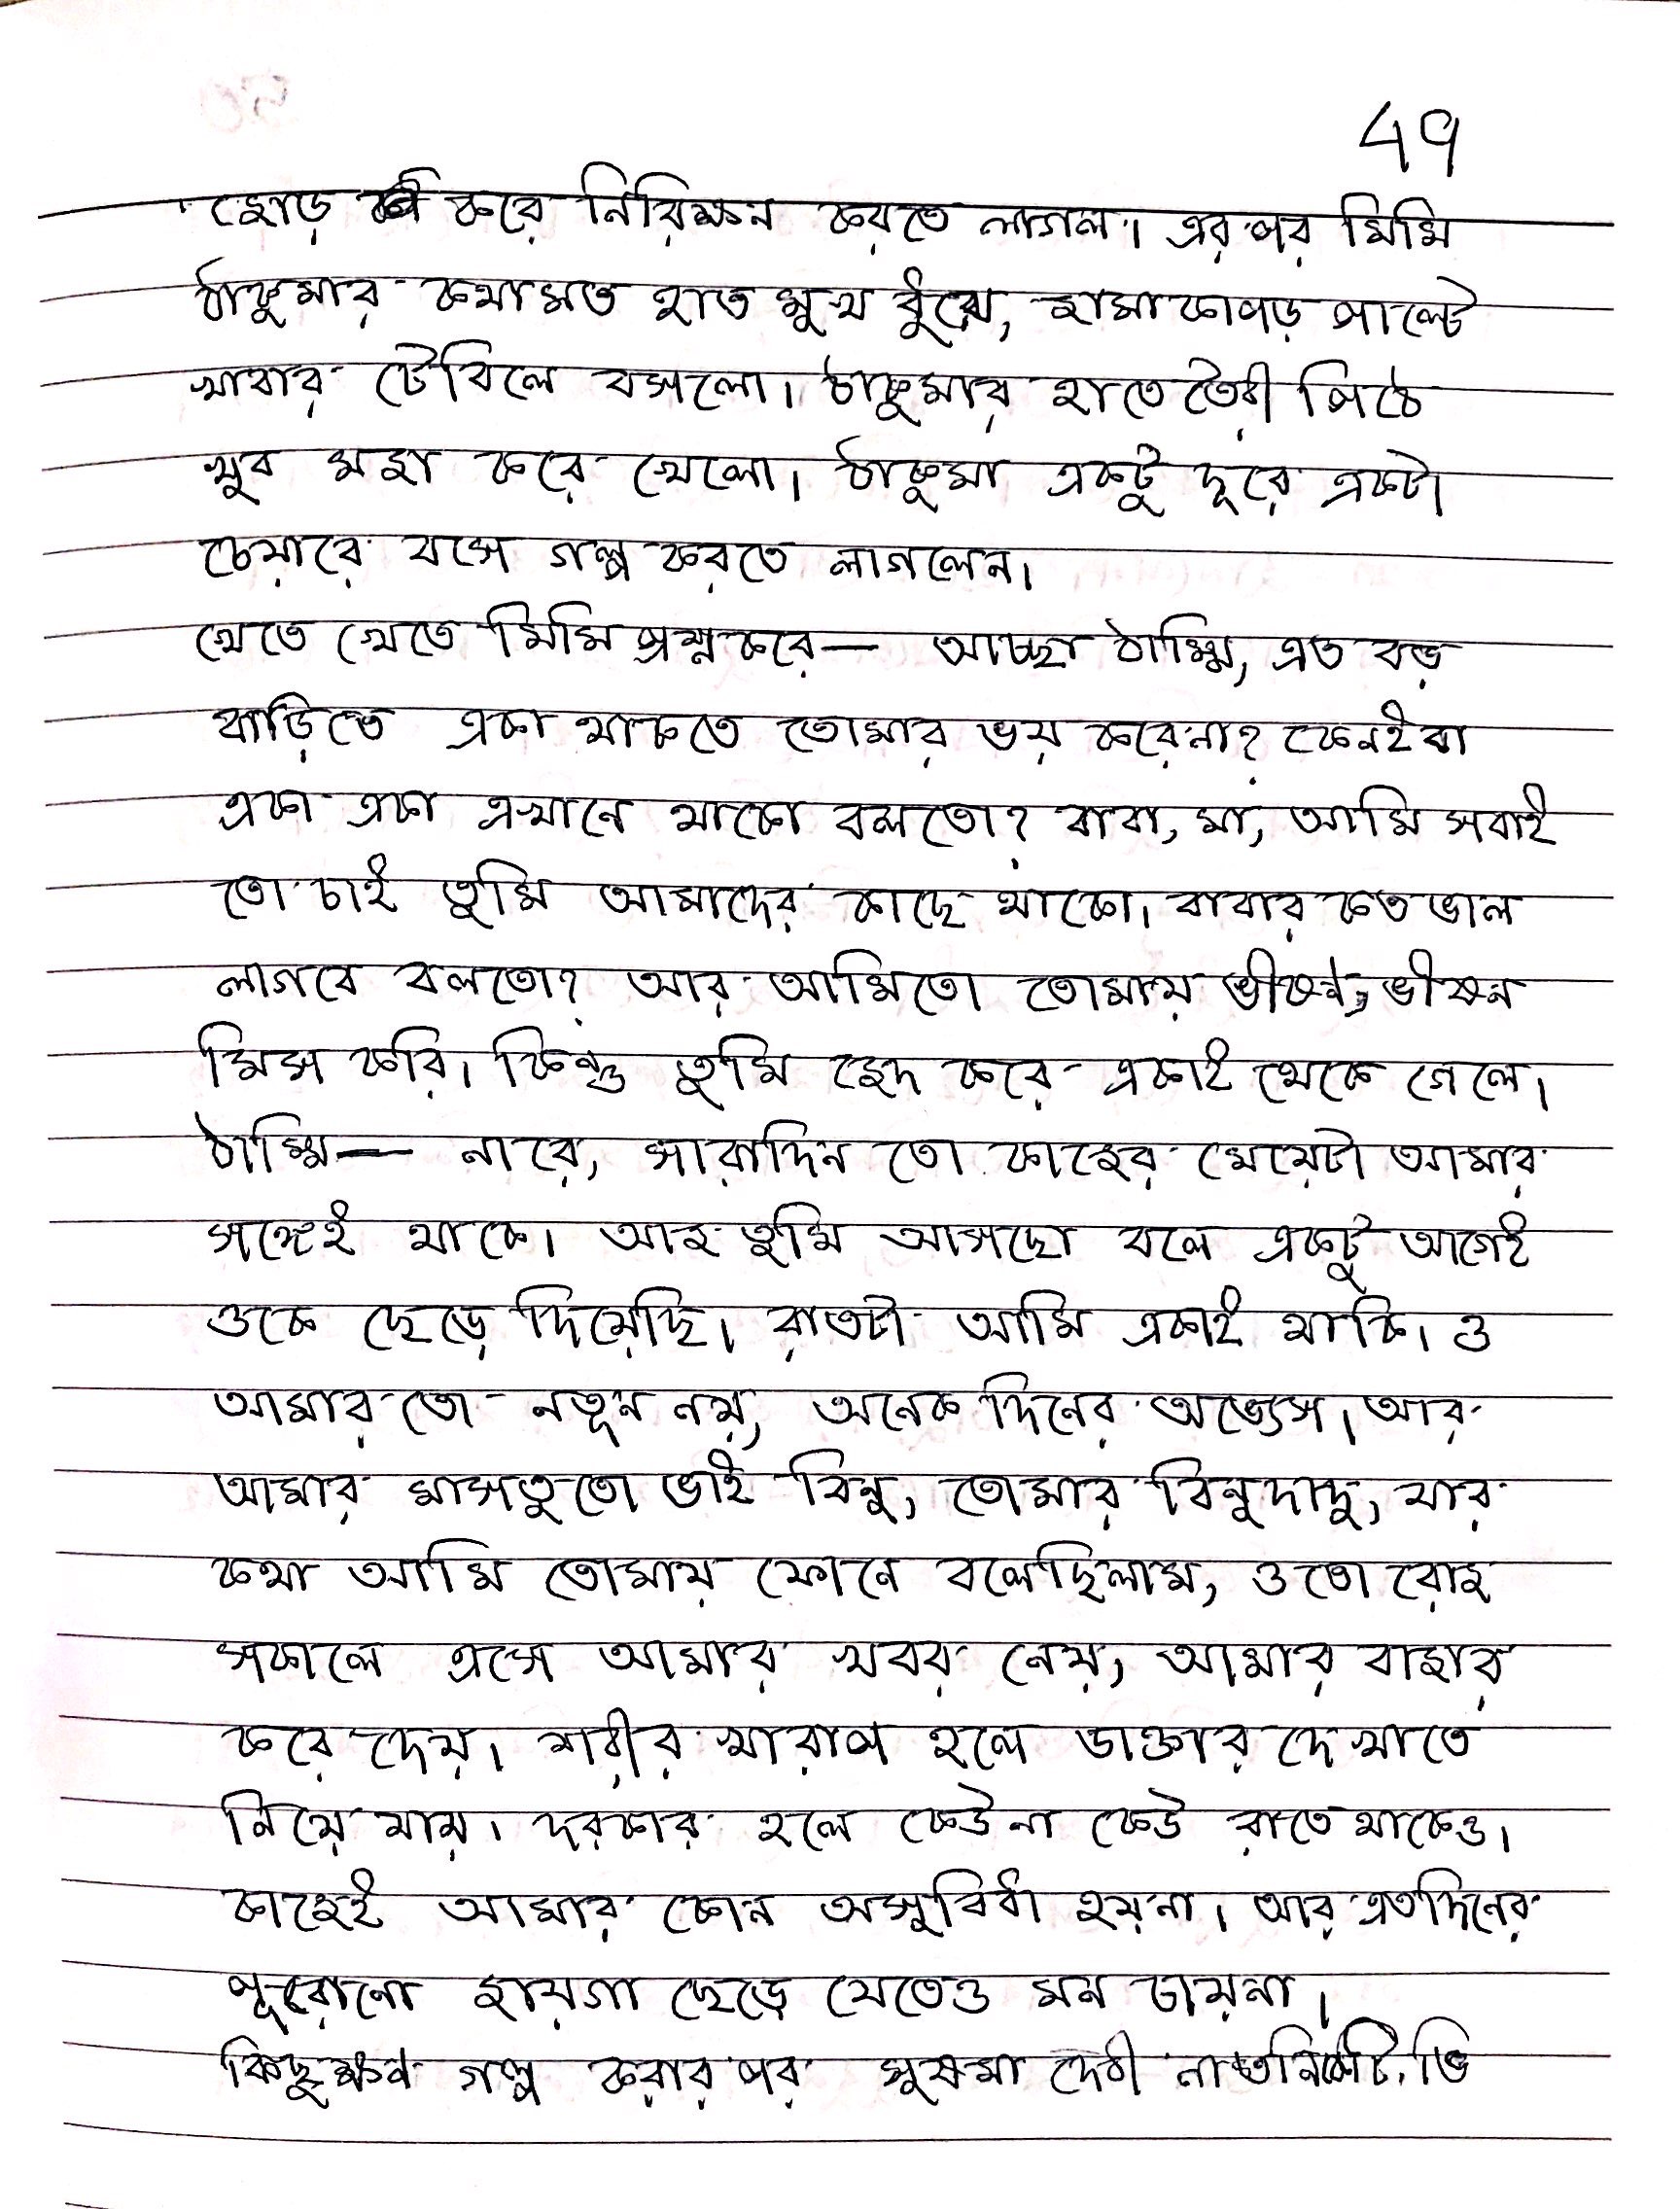 49
জোড় করে নিরিক্ষন করতে লাগল। এর পর মিমি
ঠাকুমার কথামত হাত মুখ ধুঁয়ে, জামা কাপড় পাল্টে
খাবার টেবিলে বসলো। ঠাকুমার হাতে তৈরী পিঠে
খুব মজা করে খেলো। ঠাকুমা একটু দূরে একটা
চেয়ারে বসে গল্প করতে লাগলেন।
খেতে খেতে মিমি প্রশ্ন করে— আচ্ছা ঠাম্মি, এত বড়
বাড়িতে একা থাকতে তোমার ভয় করেনা? কেনইবা
একা একা এখানে থাকো বলতো? বাবা, মা, আমি সবাই
তো চাই তুমি আমাদের কাছে থাকো। বাবার কত ভাল
লাগবে বলতো? আর আমিতো তোমায় ভীষন, ভীষন
মিস করি। কিন্তু তুমি জেদ করে একাই থেকে গেলে।
ঠাম্মি— নারে, সারাদিন তো কাজের মেয়েটা আমার
সঙ্গেই থাকে। আজ তুমি আসছো বলে একটু আগেই
ওকে ছেড়ে দিয়েছি। রাতটা আমি একাই থাকি। ও
আমার তো নতূন নয়, অনেক দিনের অভ্যেস। আর
আমার মাসতুতো ভাই বিনু, তোমার বিনুদাদু, যার
কথা আমি তোমায় ফোনে বলেছিলাম, ও তো রোজ
সকালে এসে আমার খবর নেয়, আমার বাজার
করে দেয়। শরীর খারাপ হলে ডাক্তার দেখাতে
নিয়ে যায়। দরকার হলে কেউ না কেউ রাতে থাকেও।
কাজেই আমার কোন অসুবিধা হয়না। আর এতদিনের
পূরোনো জায়গা ছেড়ে যেতেও মন চায়না।
কিছুক্ষন গল্প করার পর সুষমা দেবী নাতনিকে টি.ভি